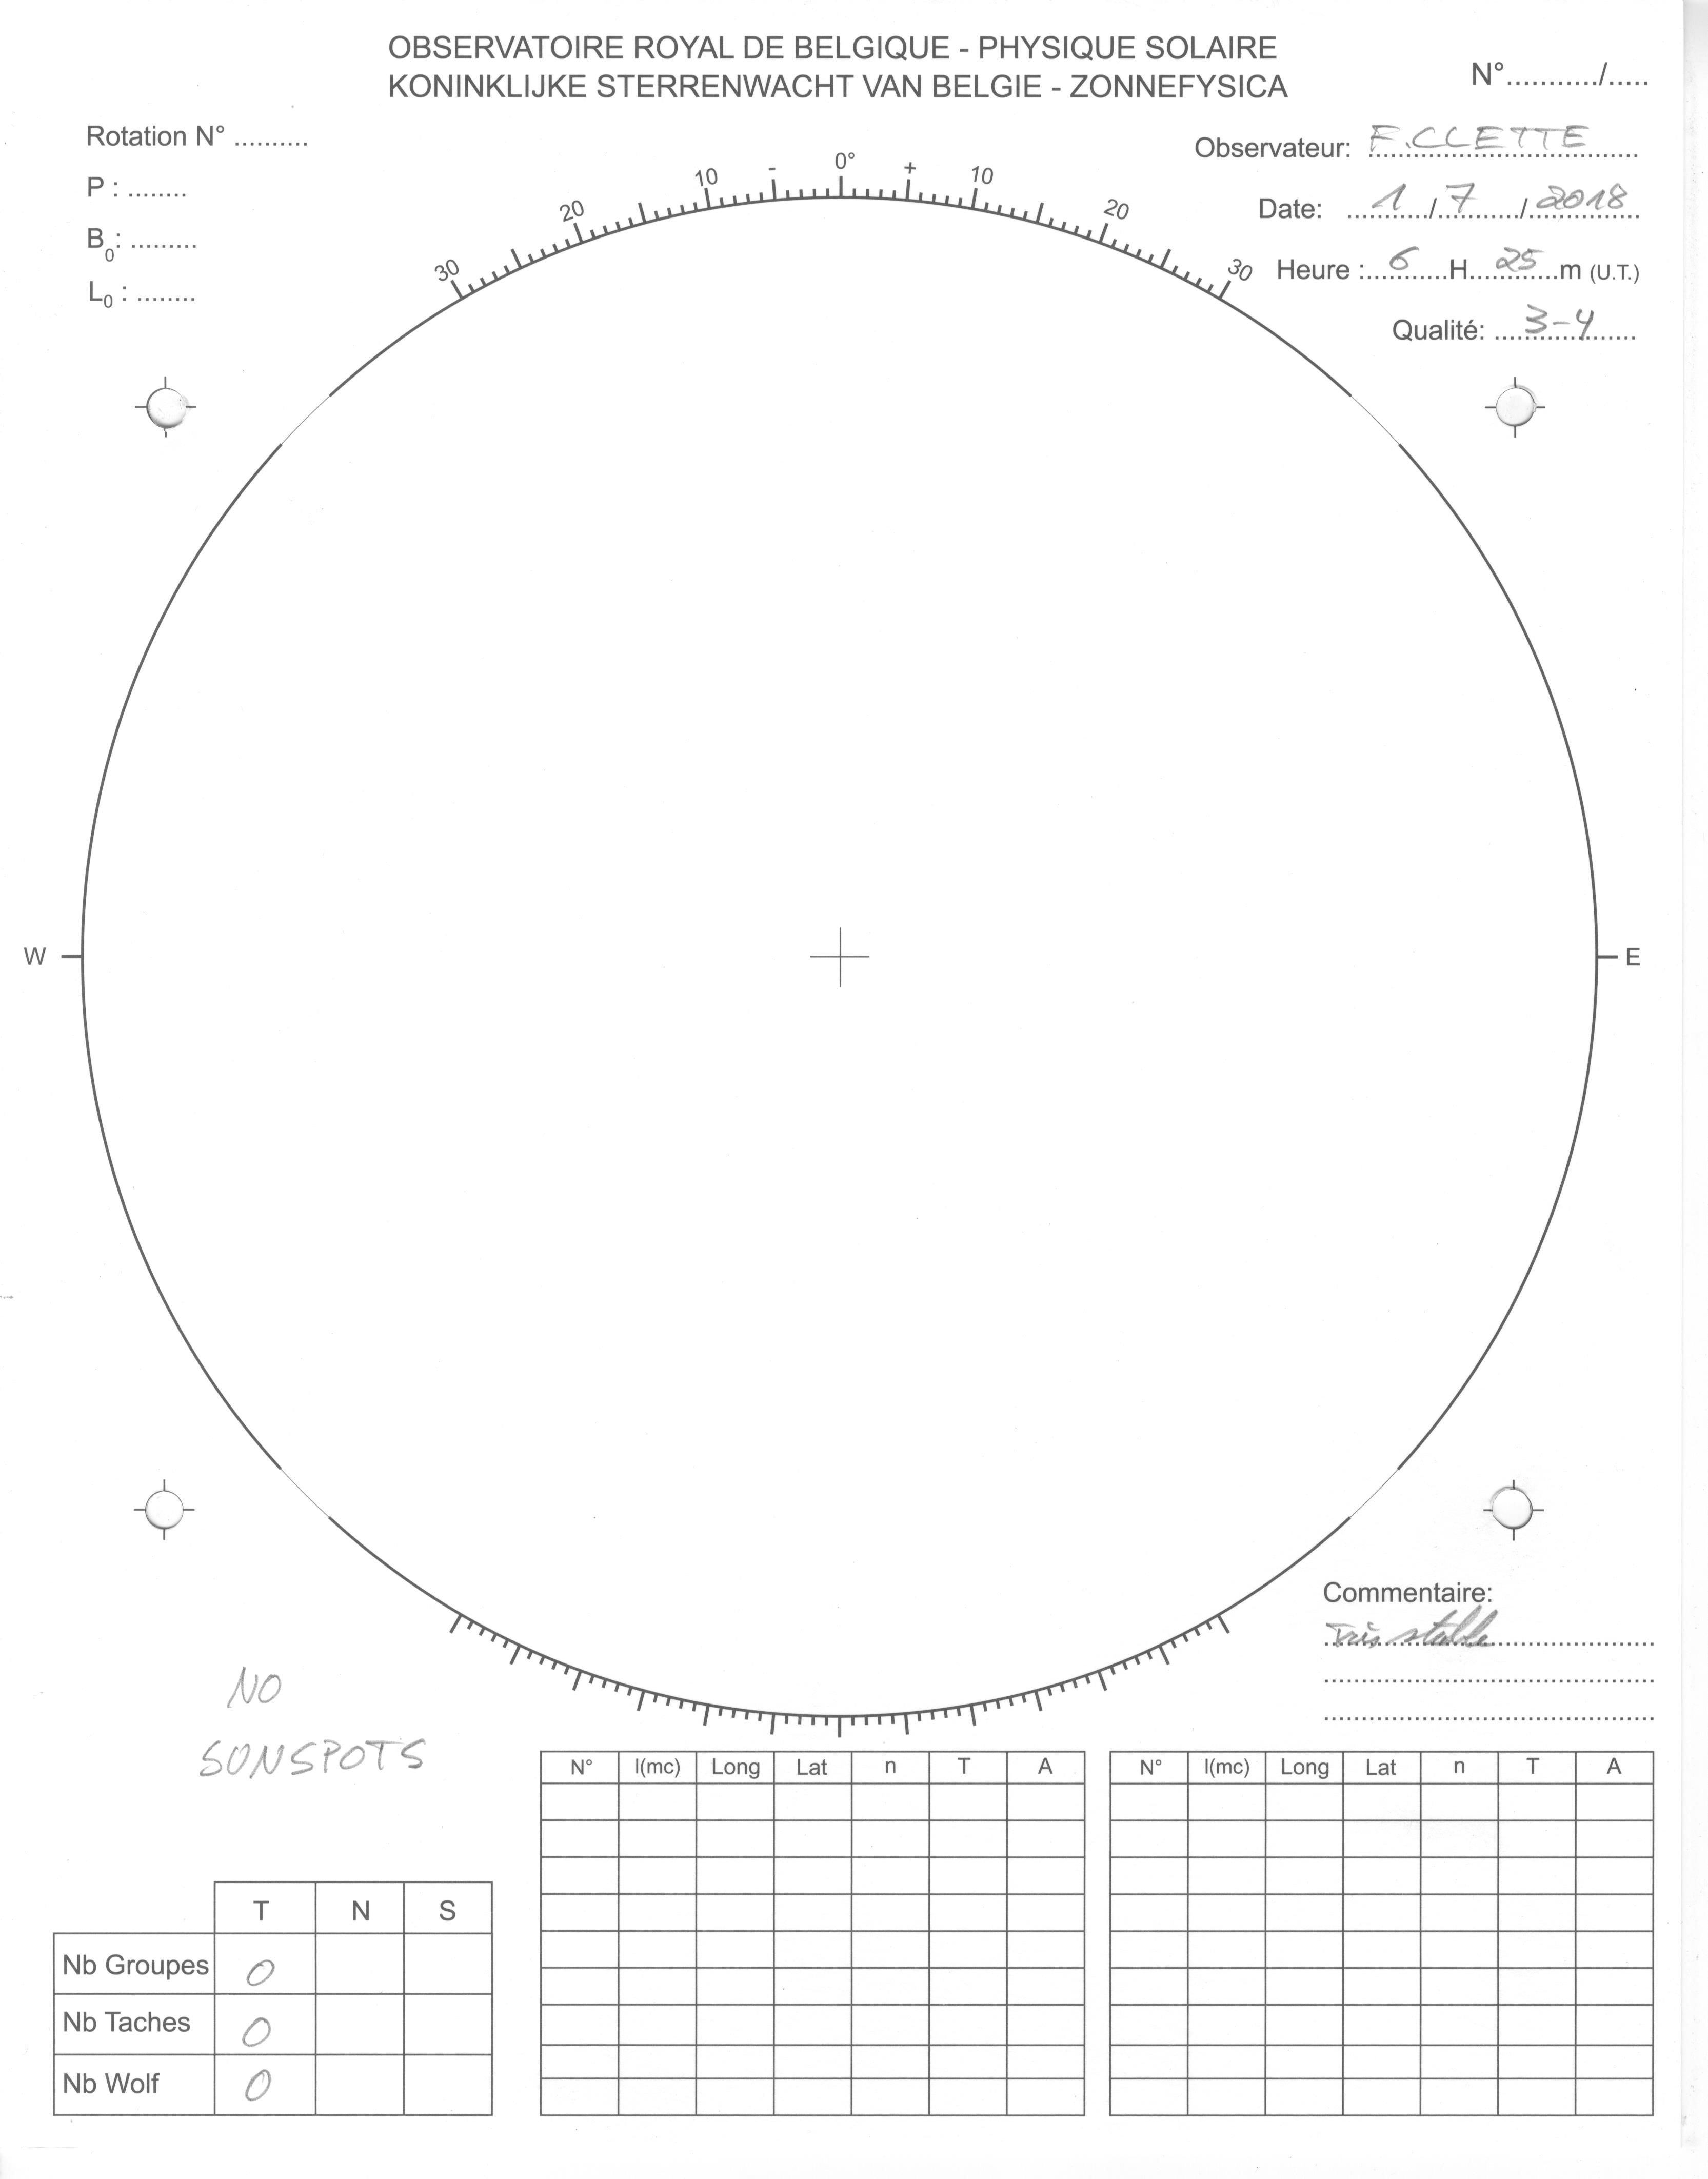 OBSERVATOIRE ROYAL DE BELGIQUE - PHYSIQUE SOLAIRE
KONINKLIJKE STERRENWACHT VAN BELGIE - ZONNEFYSICA
N°.........../.....
Rotation N° ..........
P : ........
B0: .........
L0 : ........
Observateur: F. CLETTE
Date: 1 / 7 / 2018
Heure : 6 H 25 m (U.T.)
Qualité: 3-4
30 20 10 - 0° + 10 20 30
W E
Commentaire:
Très stable
NO
SUNSPOTS
N° I(mc) Long Lat n T A
N° I(mc) Long Lat n T A
T N S
Nb Groupes 0
Nb Taches 0
Nb Wolf 0